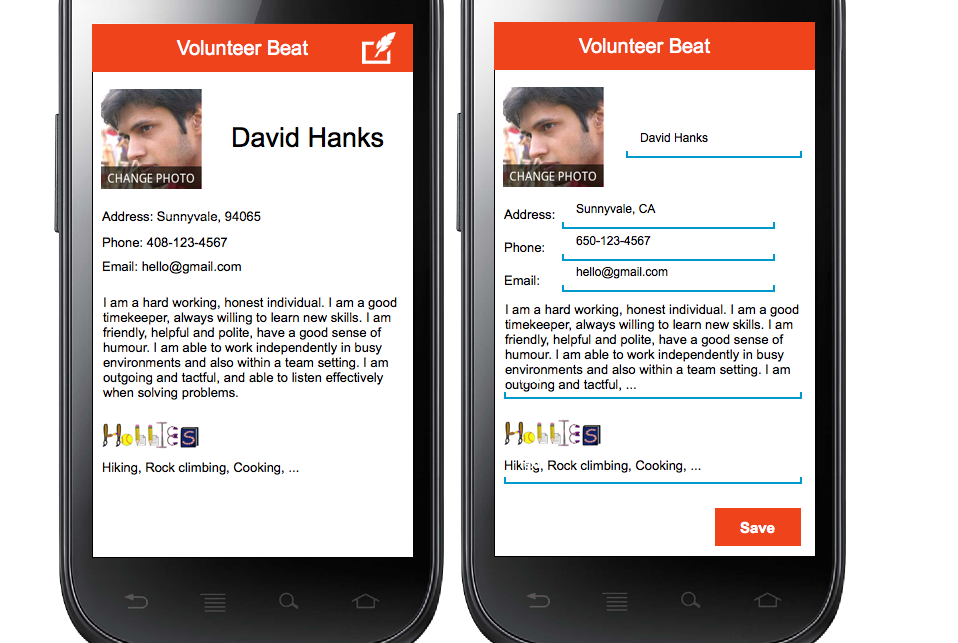 Volunteer Beat
CHANGE PHOTO
David Hanks
Address: Sunnyvale, 94065
Phone: 408-123-4567
Email: hello@gmail.com
I am a hard working, honest individual. I am a good
timekeeper, always willing to learn new skills. I am
friendly, helpful and polite, have a good sense of
humour. I am able to work independently in busy
environments and also within a team setting. I am
outgoing and tactful, and able to listen effectively
when solving problems.
HobbIES
Hiking, Rock climbing, Cooking, ...
Volunteer Beat
CHANGE PHOTO
David Hanks
Address: Sunnyvale, CA
Phone: 650-123-4567
Email: hello@gmail.com
I am a hard working, honest individual. I am a good
timekeeper, always willing to learn new skills. I am
friendly, helpful and polite, have a good sense of
humour. I am able to work independently in busy
environments and also within a team setting. I am
outgoing and tactful, ...
HobbIES
Hiking, Rock climbing, Cooking, ...
Save